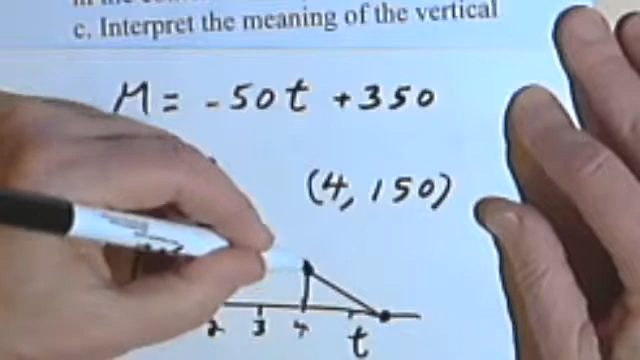 c. Interpret the meaning of the vertical
M = -50t + 350
(4, 150)
2 3 4
t